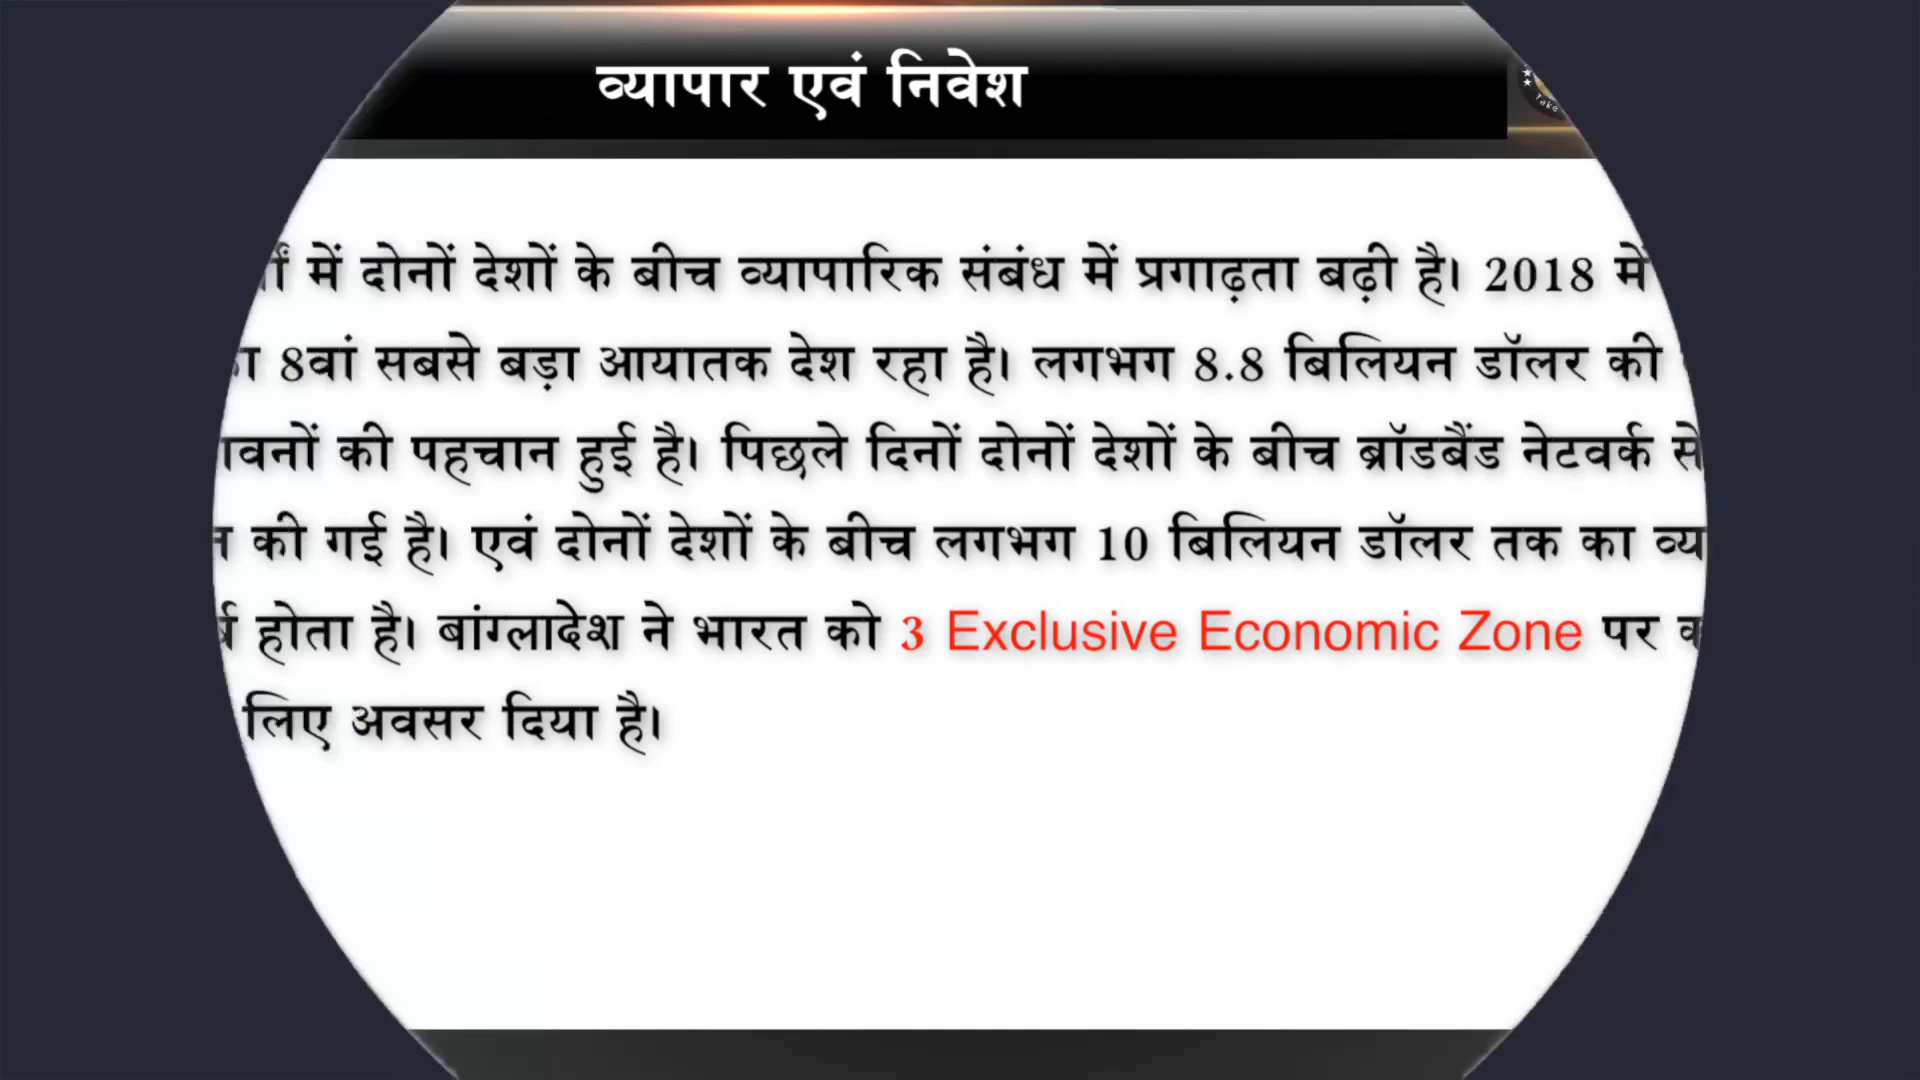 व्यापार एवं निवेश
में दोनों देशों के बीच व्यापारिक संबंध में प्रगाढ़ता बढ़ी है। 2018 में
8वां सबसे बड़ा आयातक देश रहा है। लगभग 8.8 बिलियन डॉलर की
की पहचान हुई है। पिछले दिनों दोनों देशों के बीच ब्रॉडबैंड नेटवर्क से
की गई है। एवं दोनों देशों के बीच लगभग 10 बिलियन डॉलर तक का
होता है। बांग्लादेश ने भारत को 3 Exclusive Economic Zone पर
लिए अवसर दिया है।